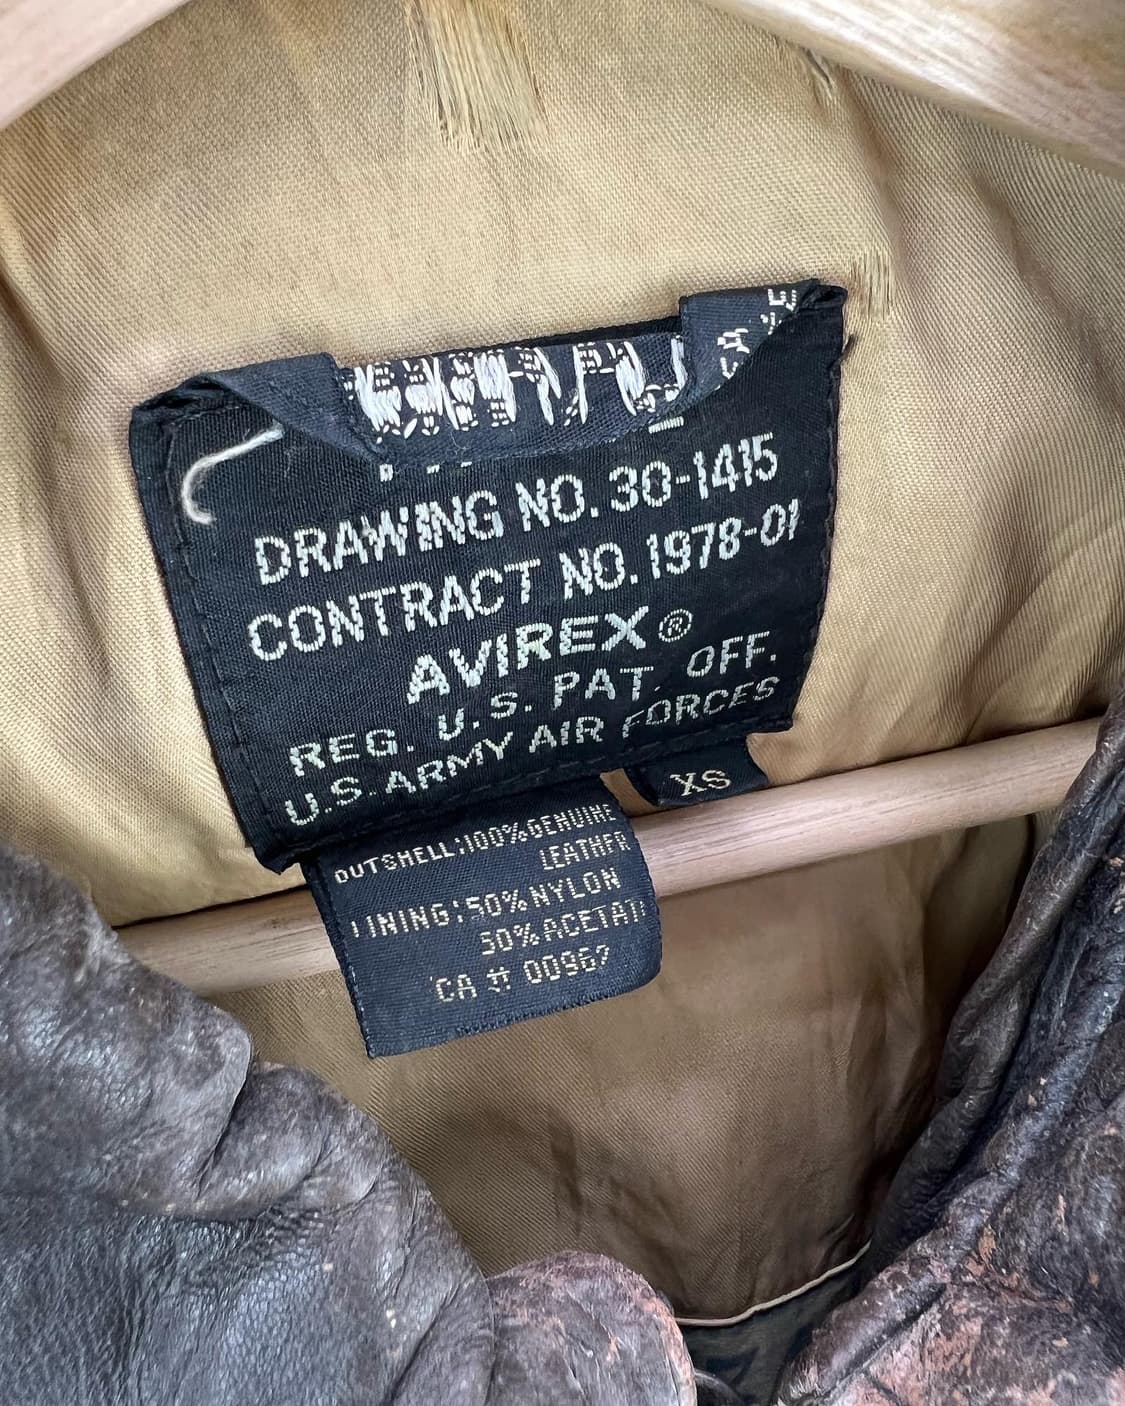 DRAWING NO. 30-1415
CONTRACT NO. 1978-01
AVIREX®
REG. U.S. PAT. OFF.
U.S. ARMY AIR FORCES
XS
OUTSHELL:100%GENUINE
LEATHER
LINING:50%NYLON
50%ACETAT
CA # 00967